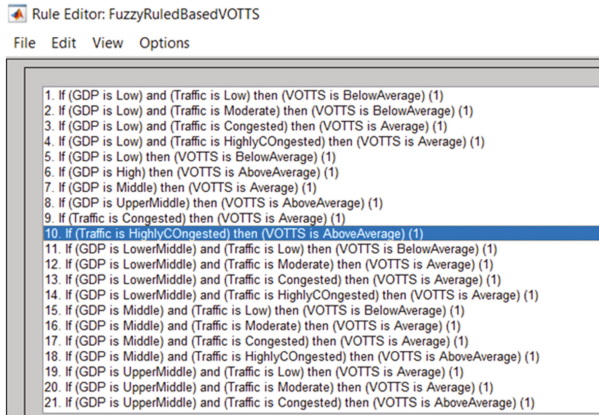 Rule Editor: FuzzyRuledBasedVOTTS
File Edit View Options
1. If (GDP is Low) and (Traffic is Low) then (VOTTS is BelowAverage) (1)
2. If (GDP is Low) and (Traffic is Moderate) then (VOTTS is BelowAverage) (1)
3. If (GDP is Low) and (Traffic is Congested) then (VOTTS is Average) (1)
4. If (GDP is Low) and (Traffic is HighlyCOngested) then (VOTTS is Average) (1)
5. If (GDP is Low) then (VOTTS is BelowAverage) (1)
6. If (GDP is High) then (VOTTS is AboveAverage) (1)
7. If (GDP is Middle) then (VOTTS is Average) (1)
8. If (GDP is UpperMiddle) then (VOTTS is AboveAverage) (1)
9. If (Traffic is Congested) then (VOTTS is Average) (1)
10. If (Traffic is HighlyCOngested) then (VOTTS is AboveAverage) (1)
11. If (GDP is LowerMiddle) and (Traffic is Low) then (VOTTS is BelowAverage) (1)
12. If (GDP is LowerMiddle) and (Traffic is Moderate) then (VOTTS is Average) (1)
13. If (GDP is LowerMiddle) and (Traffic is Congested) then (VOTTS is Average) (1)
14. If (GDP is LowerMiddle) and (Traffic is HighlyCOngested) then (VOTTS is Average) (1)
15. If (GDP is Middle) and (Traffic is Low) then (VOTTS is BelowAverage) (1)
16. If (GDP is Middle) and (Traffic is Moderate) then (VOTTS is Average) (1)
17. If (GDP is Middle) and (Traffic is Congested) then (VOTTS is Average) (1)
18. If (GDP is Middle) and (Traffic is HighlyCOngested) then (VOTTS is AboveAverage) (1)
19. If (GDP is UpperMiddle) and (Traffic is Low) then (VOTTS is Average) (1)
20. If (GDP is UpperMiddle) and (Traffic is Moderate) then (VOTTS is Average) (1)
21. If (GDP is UpperMiddle) and (Traffic is Congested) then (VOTTS is AboveAverage) (1)